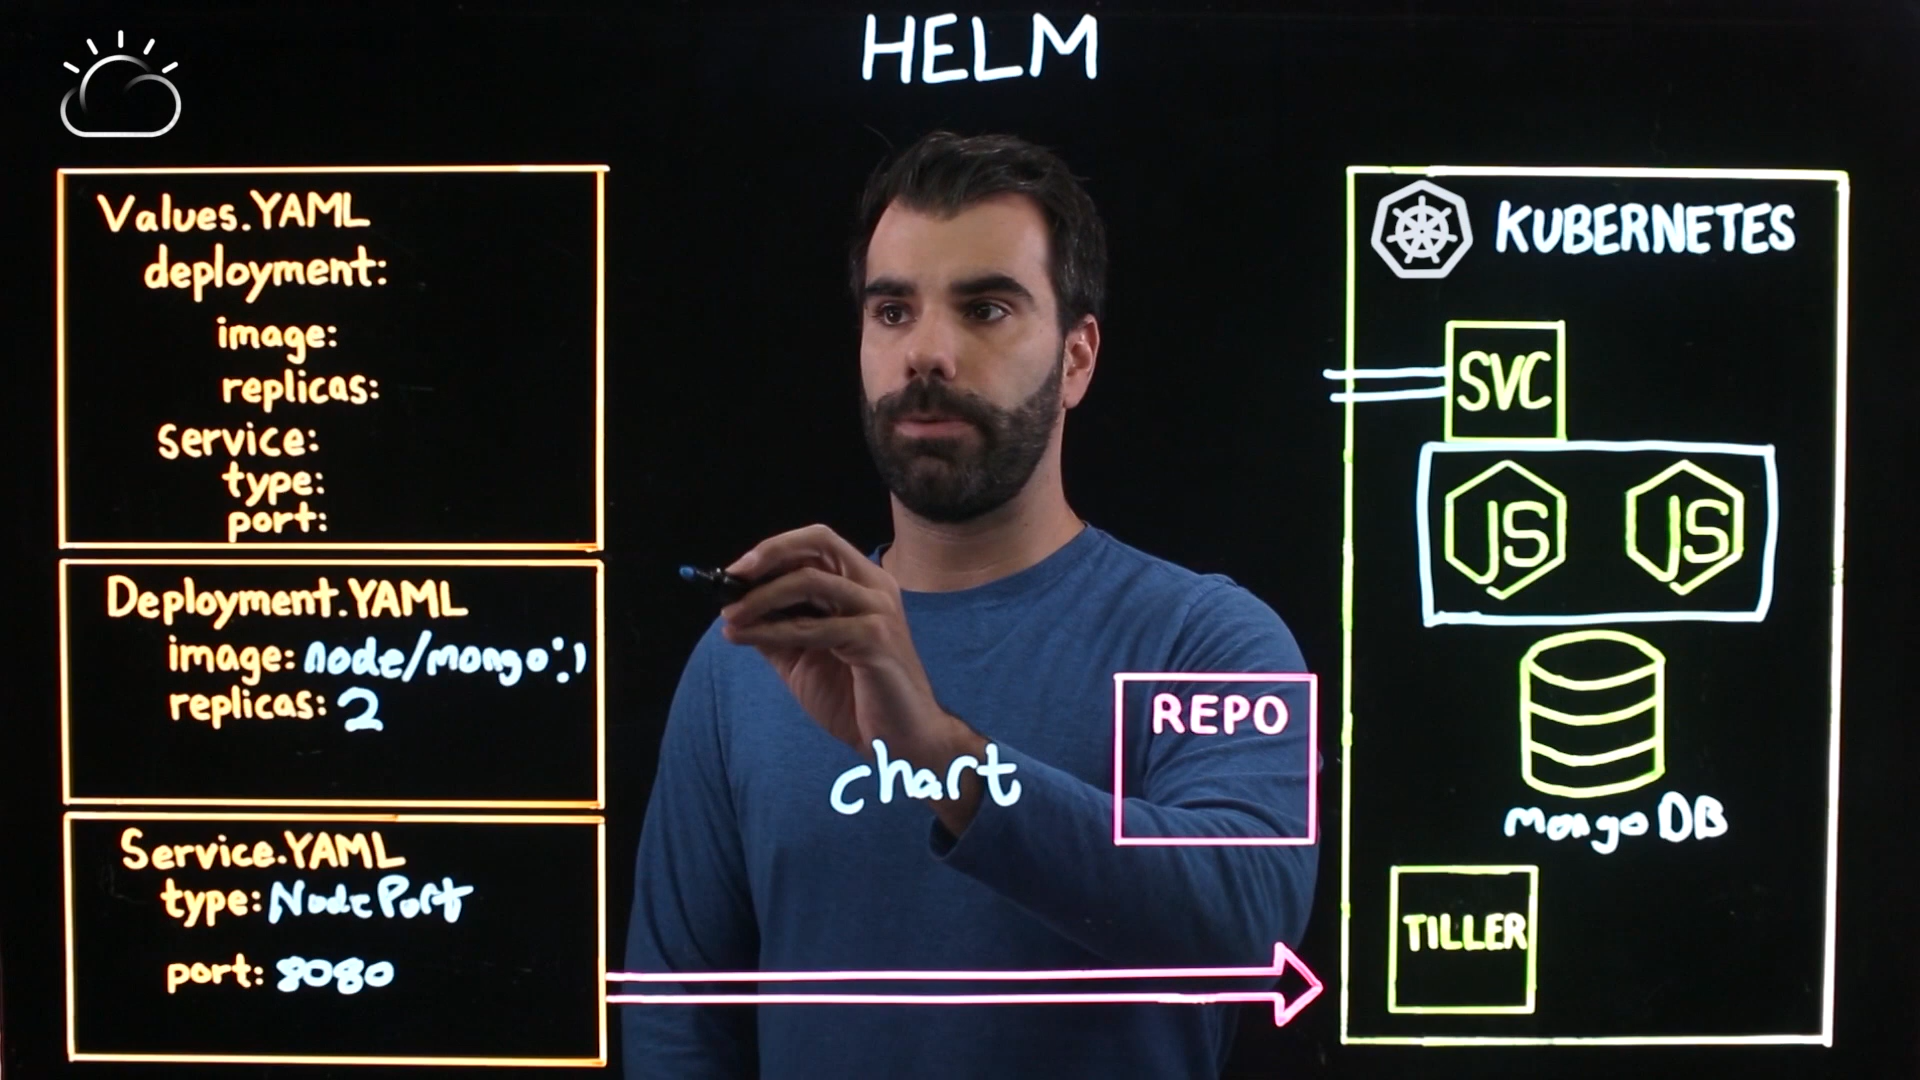 HELM
Values.YAML
deployment:
image:
replicas:
service:
type:
port:
Deployment.YAML
image: node/mongo:1
replicas: 2
Service.YAML
type: NodePort
port: 8080
chart
REPO
KUBERNETES
SVC
JS JS
mongoDB
TILLER